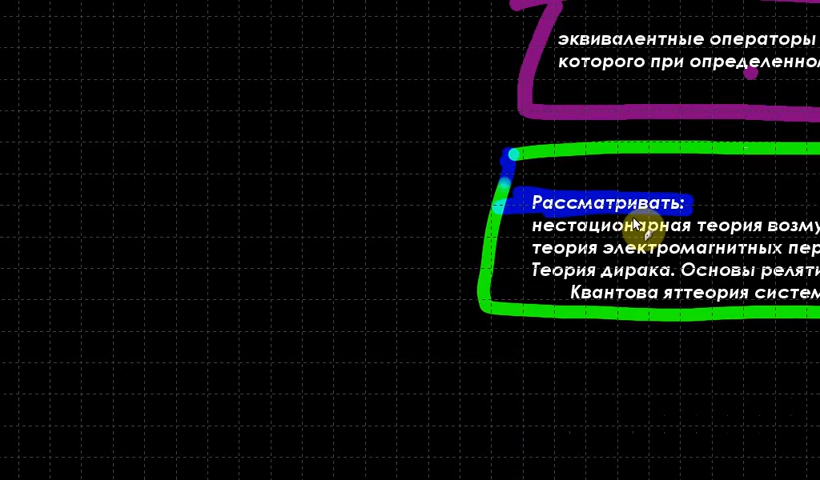 эквивалентные операторы
которого при определенно
Рассматривать:
нестационарная теория возму
теория электромагнитных пер
Теория дирака. Основы реляти
Квантова яттеория систем